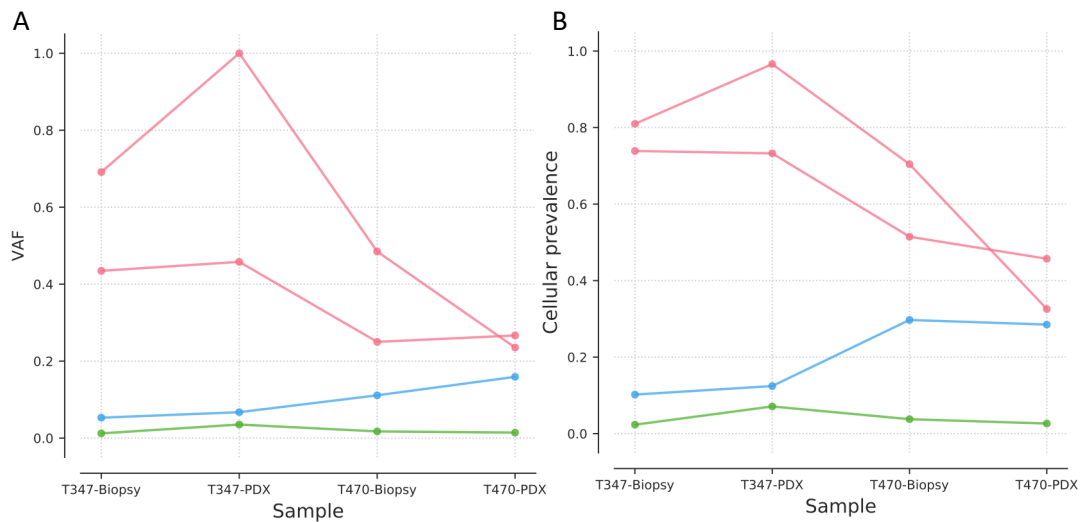 A
VAF
1.0
0.8
0.6
0.4
0.2
0.0
T347-Biopsy
T347-PDX
T470-Biopsy
T470-PDX
Sample
B
Cellular prevalence
1.0
0.8
0.6
0.4
0.2
0.0
T347-Biopsy
T347-PDX
T470-Biopsy
T470-PDX
Sample